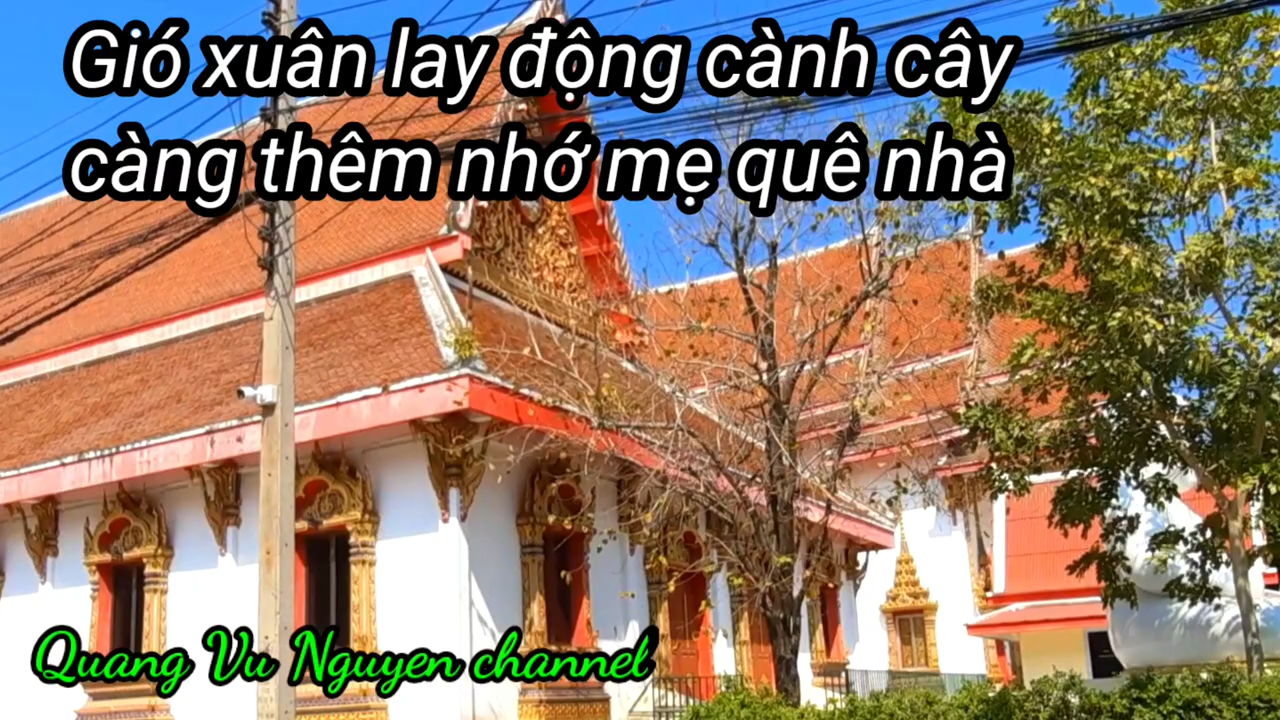 Gió xuân lay động cành cây
càng thêm nhớ mẹ quê nhà
Quang Vu Nguyen channel